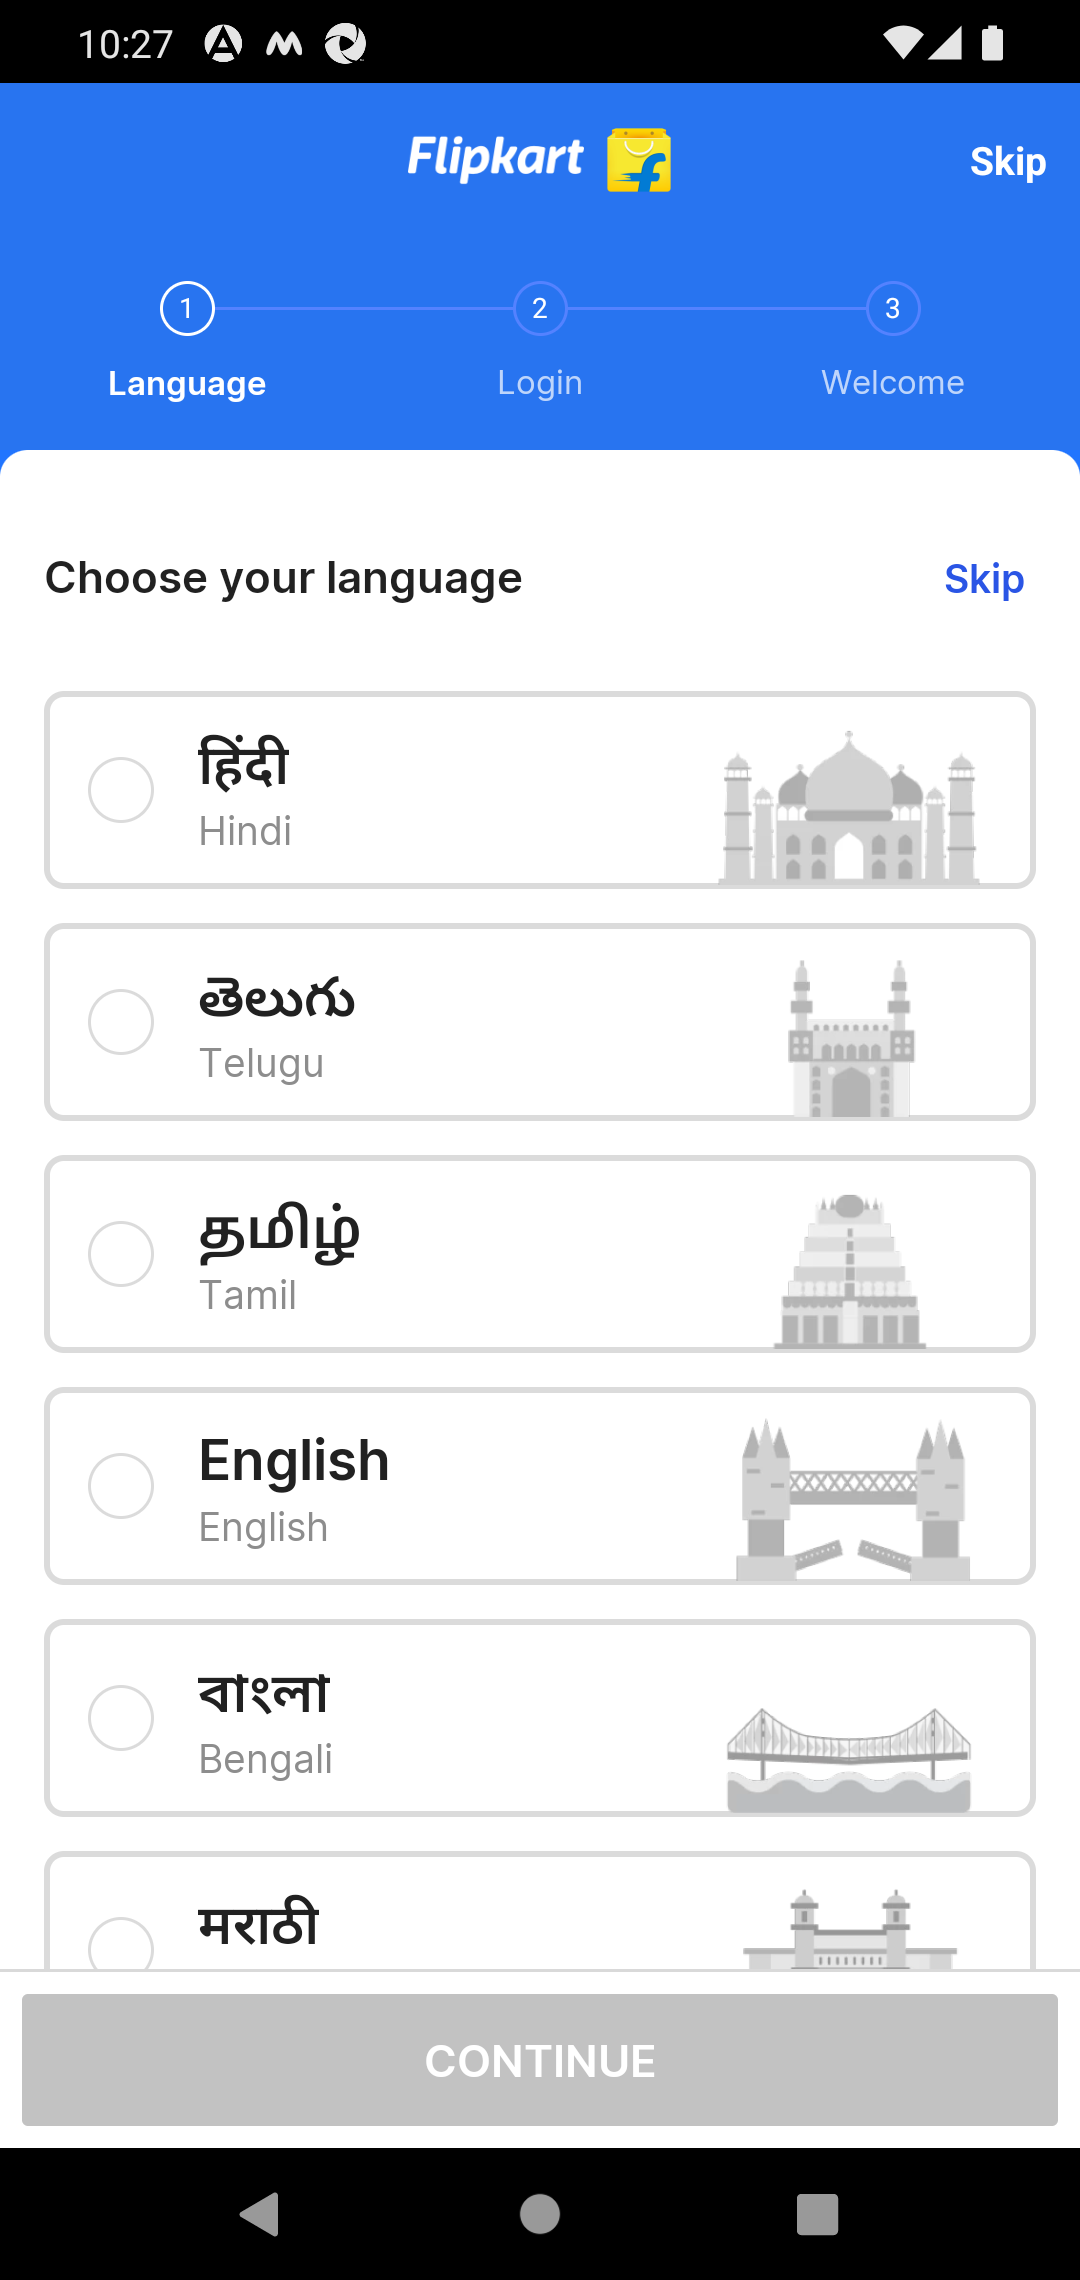 10:27
Flipkart
Skip
1
2
3
Language
Login
Welcome
Choose your language
Skip
हिंदी
Hindi
తెలుగు
Telugu
தமிழ்
Tamil
English
English
বাংলা
Bengali
मराठी
CONTINUE